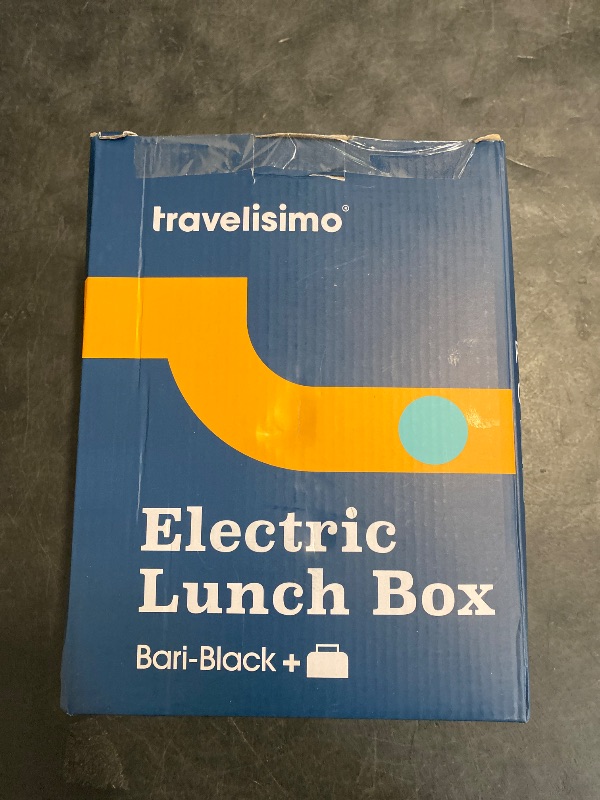 travelisimo®
Electric
Lunch Box
Bari-Black +